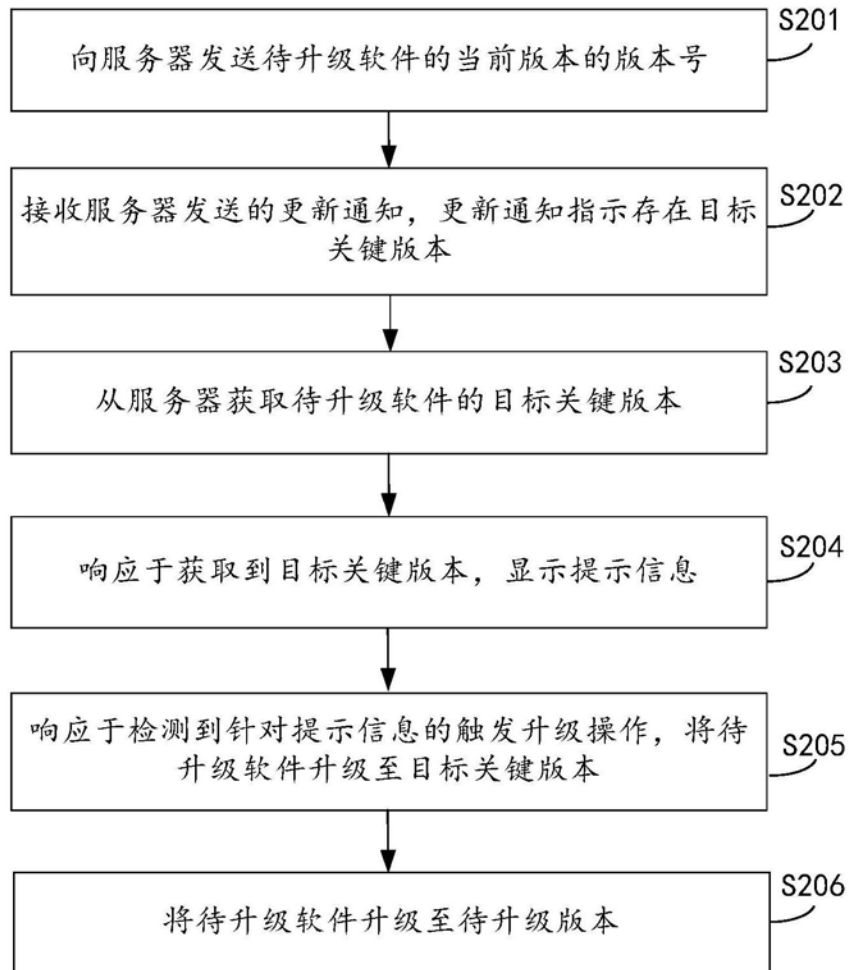 S201
向服务器发送待升级软件的当前版本的版本号
S202
接收服务器发送的更新通知，更新通知指示存在目标
关键版本
S203
从服务器获取待升级软件的目标关键版本
S204
响应于获取到目标关键版本，显示提示信息
S205
响应于检测到针对提示信息的触发升级操作，将待
升级软件升级至目标关键版本
S206
将待升级软件升级至待升级版本